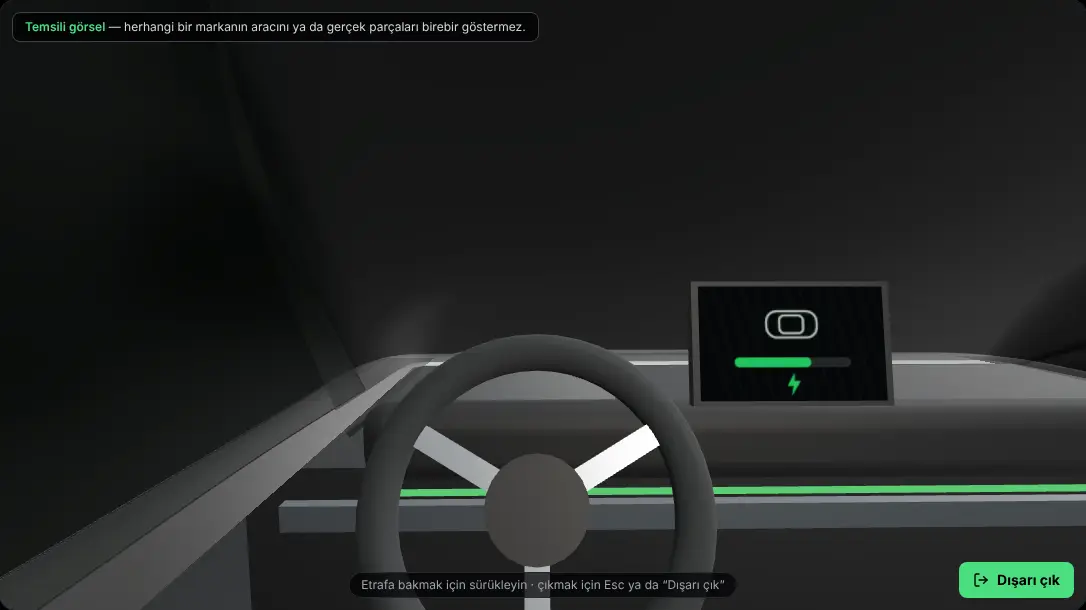 Temsili görsel — herhangi bir markanın aracını ya da gerçek parçaları birebir göstermez.
Etrafa bakmak için sürükleyin · çıkmak için Esc ya da “Dışarı çık”
Dışarı çık